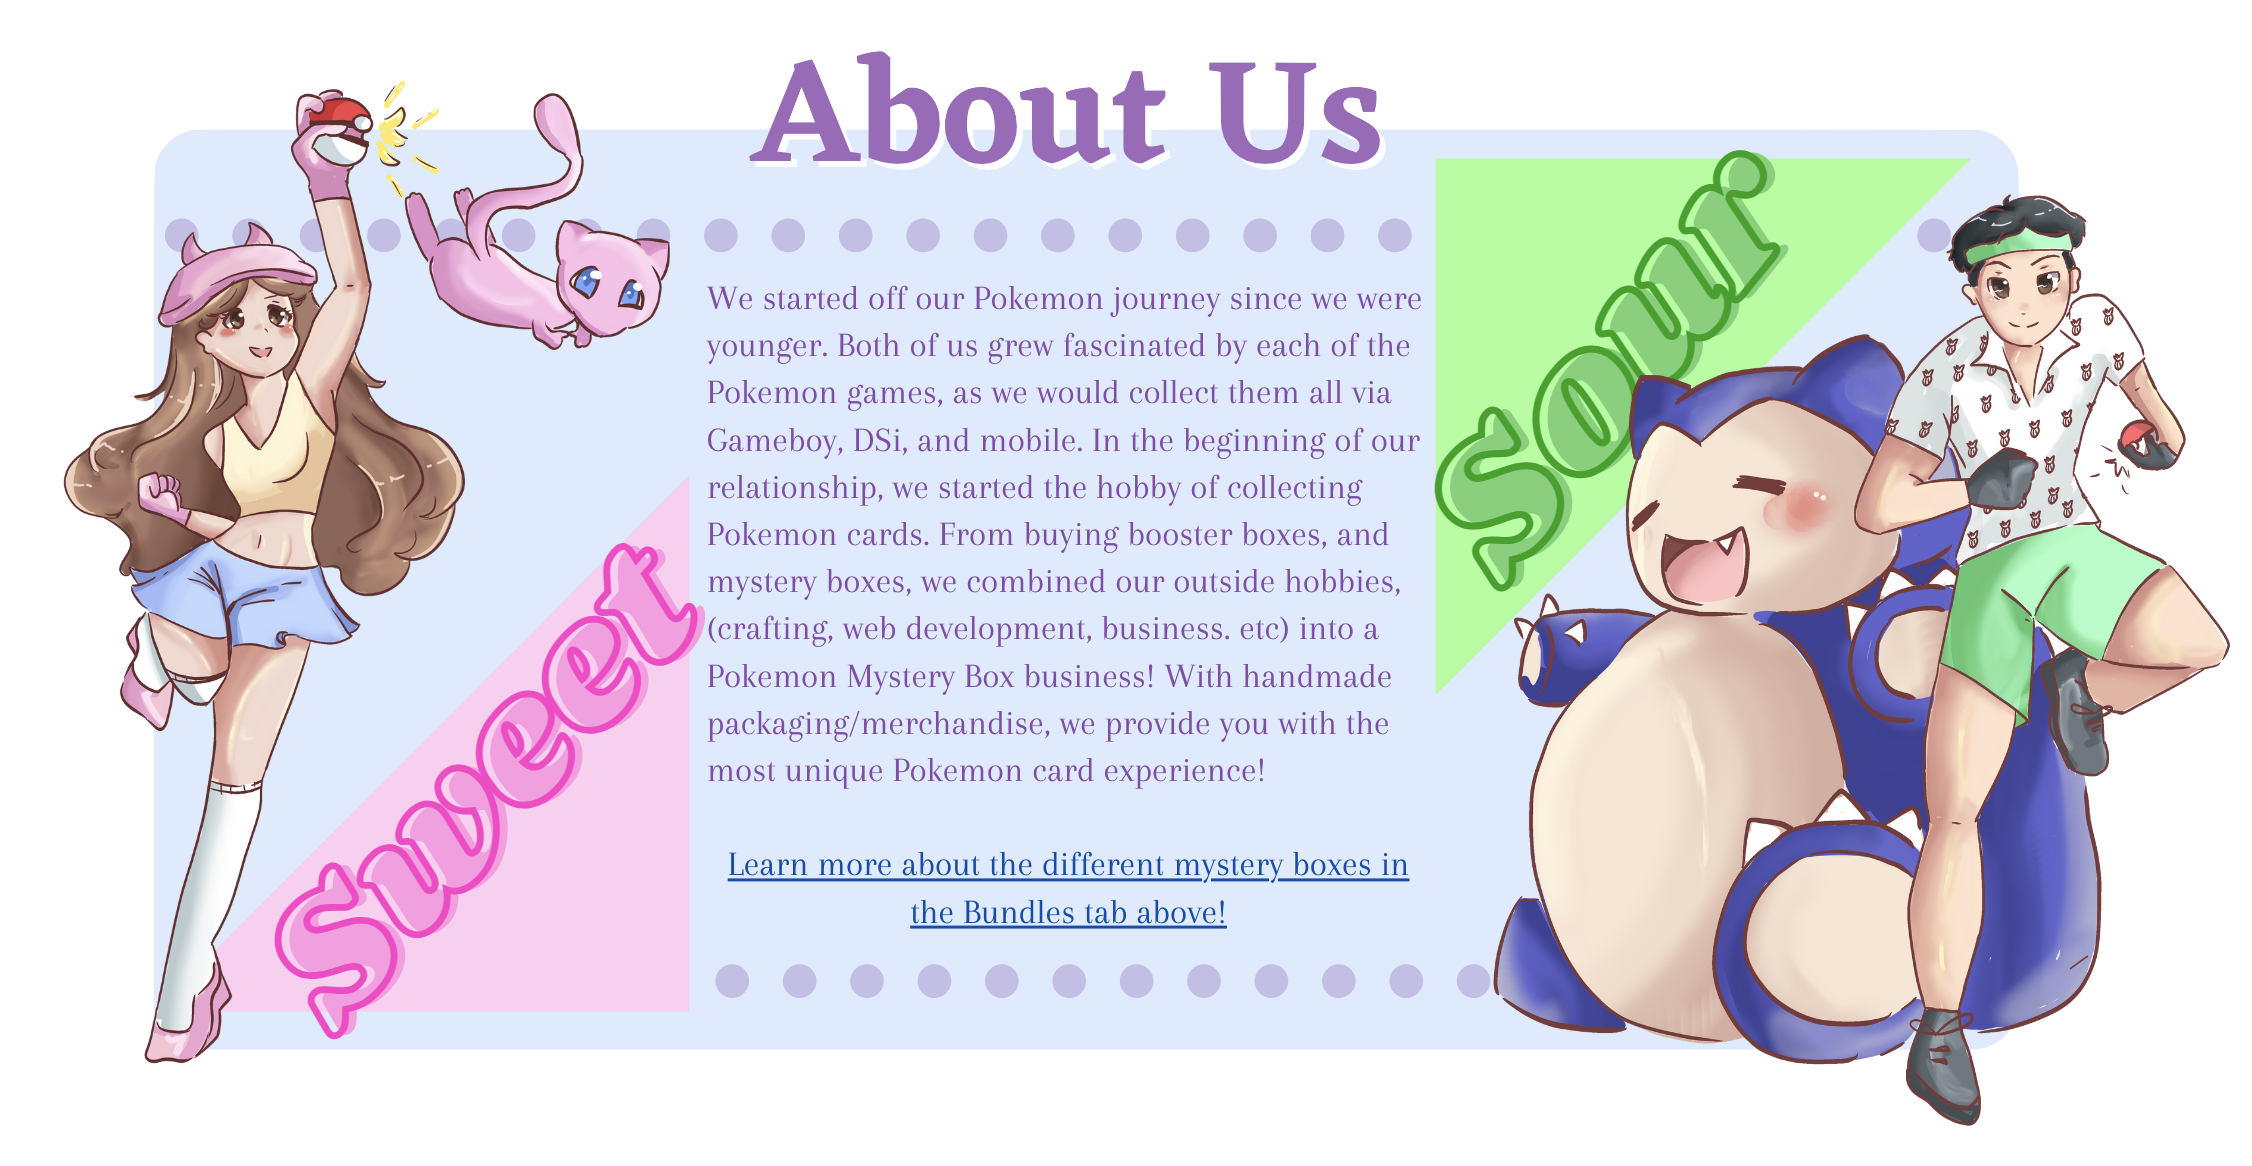 About Us
Sweet
We started off our Pokemon journey since we were
younger. Both of us grew fascinated by each of the
Pokemon games, as we would collect them all via
Gameboy, DSi, and mobile. In the beginning of our
relationship, we started the hobby of collecting
Pokemon cards. From buying booster boxes, and
mystery boxes, we combined our outside hobbies,
(crafting, web development, business. etc) into a
Pokemon Mystery Box business! With handmade
packaging/merchandise, we provide you with the
most unique Pokemon card experience!
Learn more about the different mystery boxes in
the Bundles tab above!
Sour